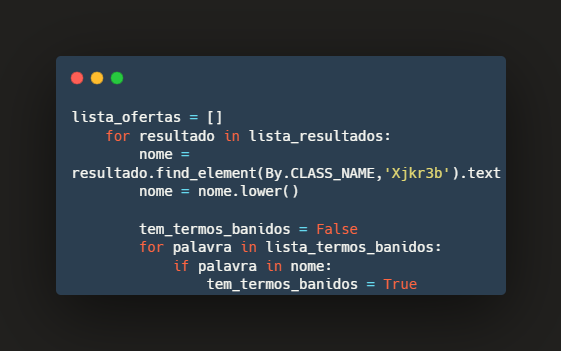 lista_ofertas = []
    for resultado in lista_resultados:
        nome =
resultado.find_element(By.CLASS_NAME,'Xjkr3b').text
        nome = nome.lower()

        tem_termos_banidos = False
        for palavra in lista_termos_banidos:
            if palavra in nome:
                tem_termos_banidos = True